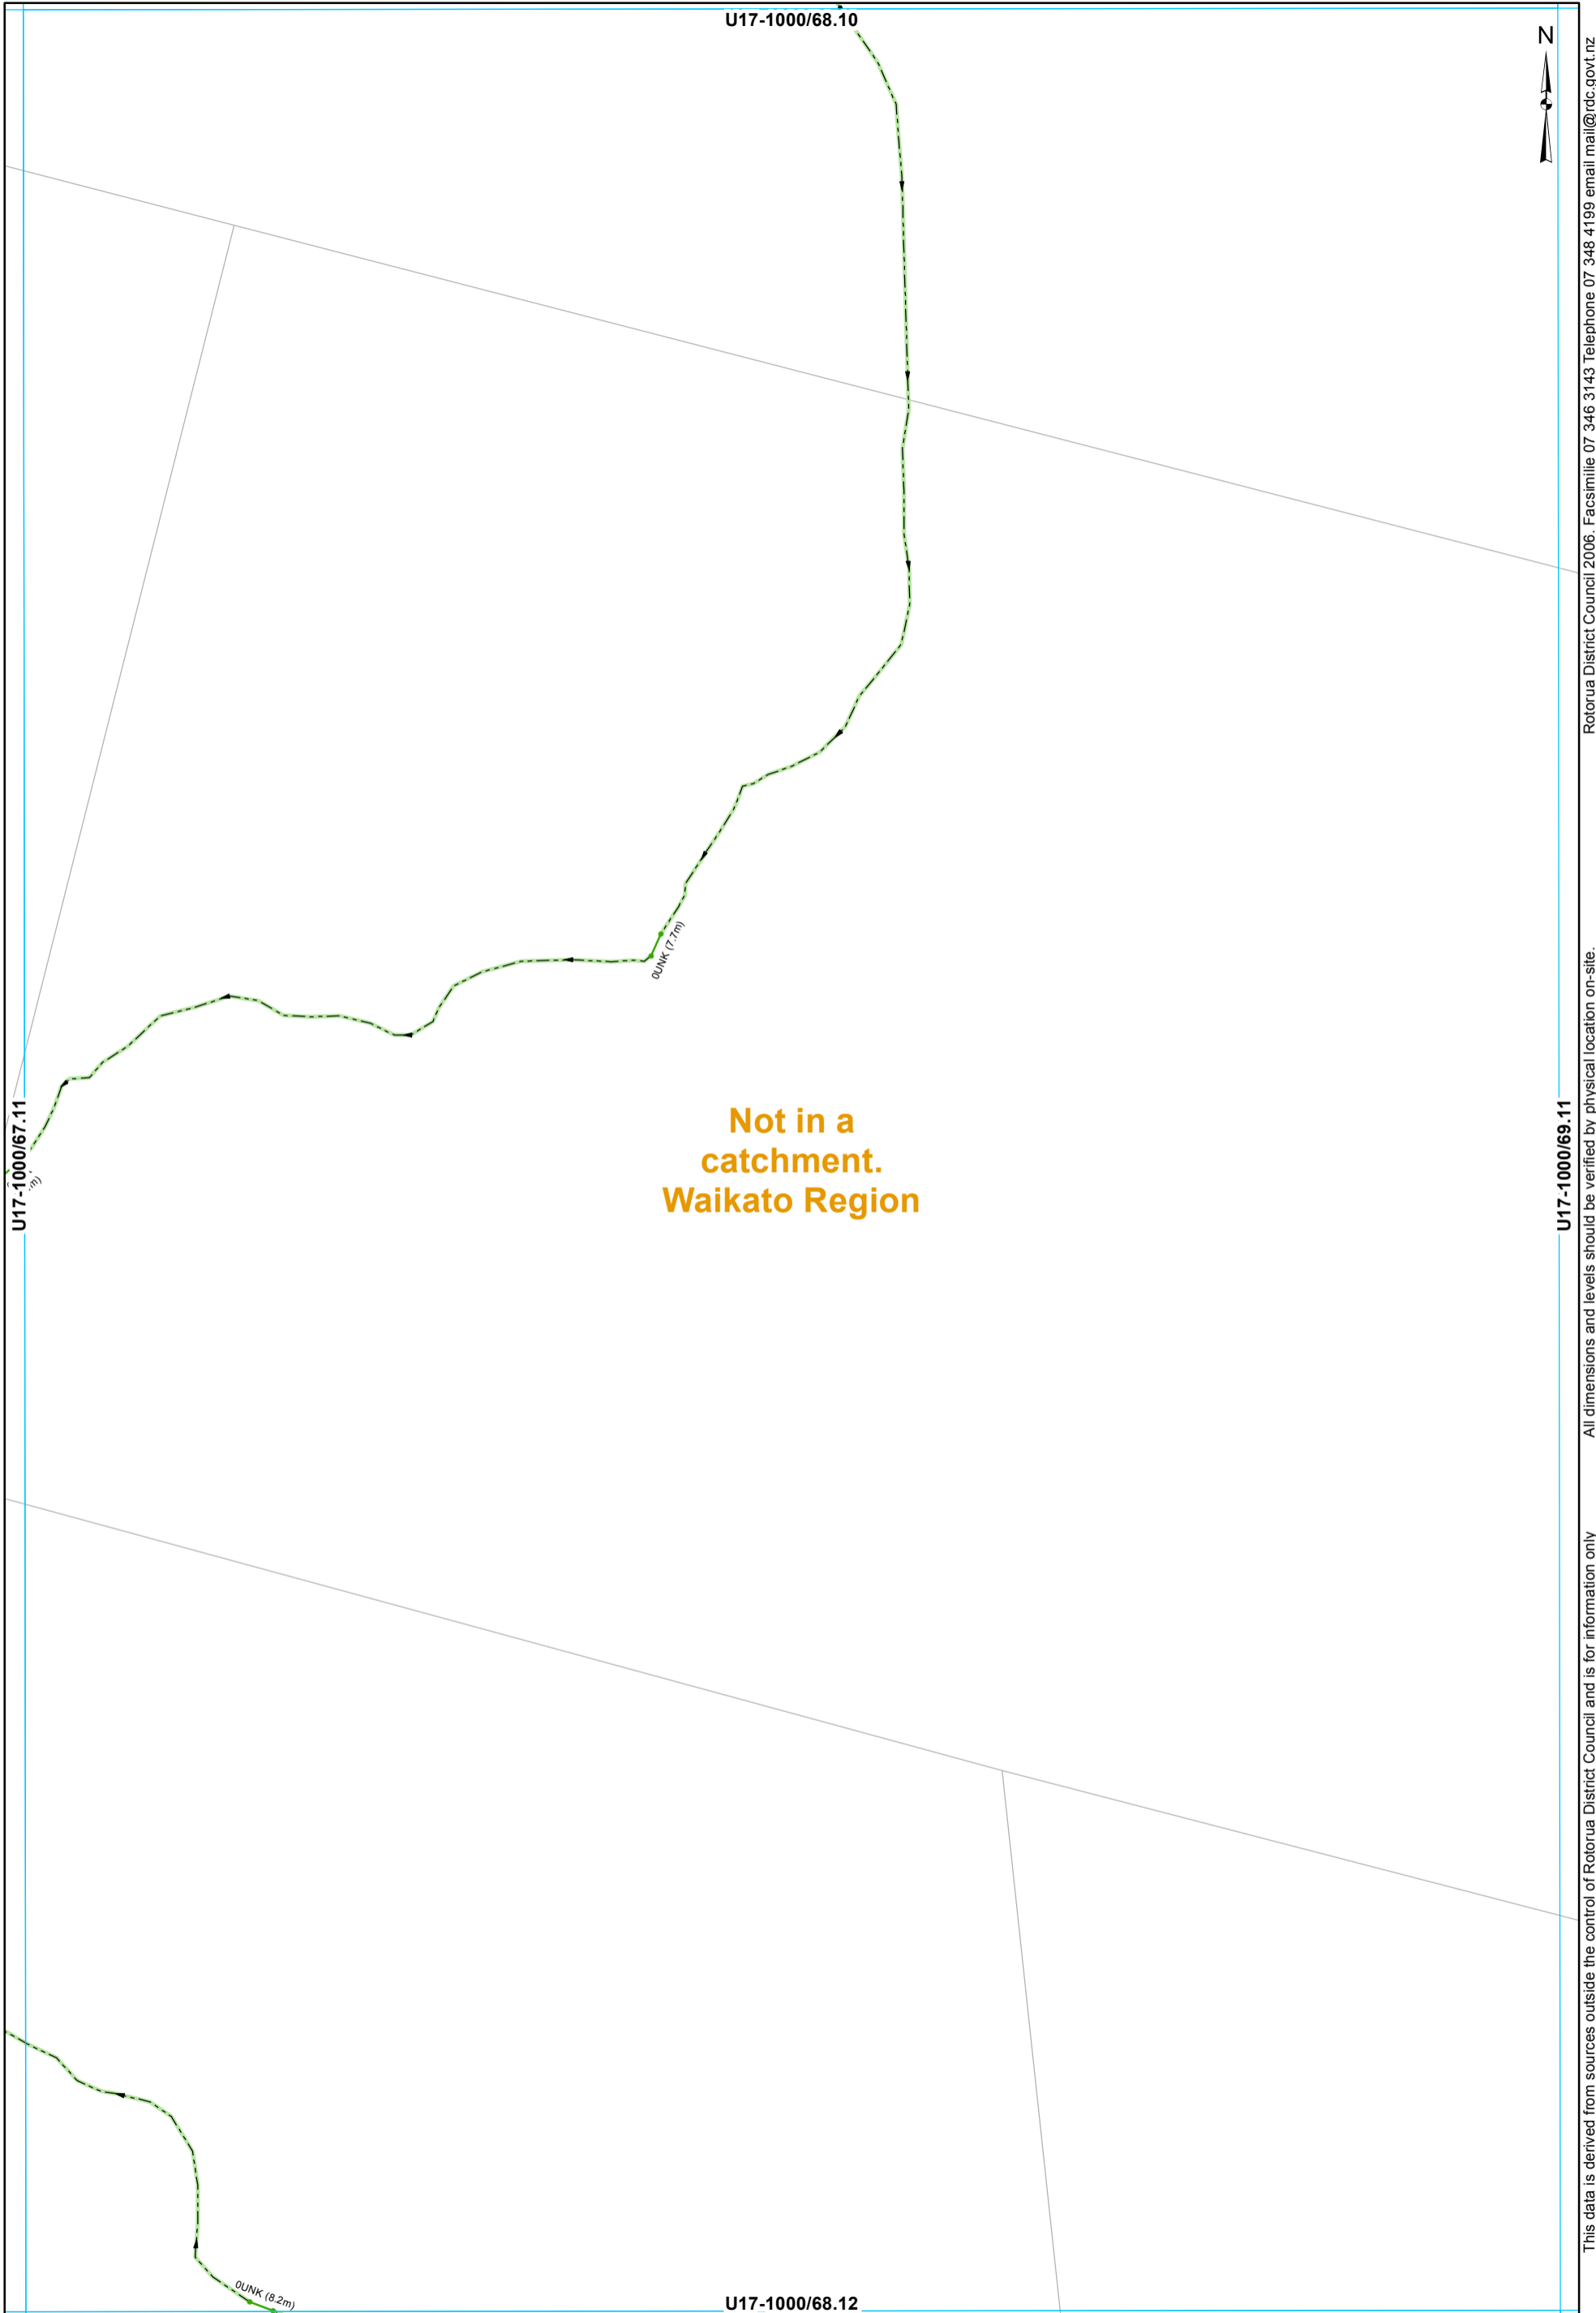 U17-1000/68.10
N
Rotorua District Council 2006. Facsimilie 07 346 3143 Telephone 07 348 4199 email mail@rdc.govt.nz
0UNK (7.7m)
U17-1000/67.11
m)
Not in a
catchment.
Waikato Region
U17-1000/69.11
All dimensions and levels should be verified by physical location on-site.
This data is derived from sources outside the control of Rotorua District Council and is for information only
0UNK (8.2m)
U17-1000/68.12